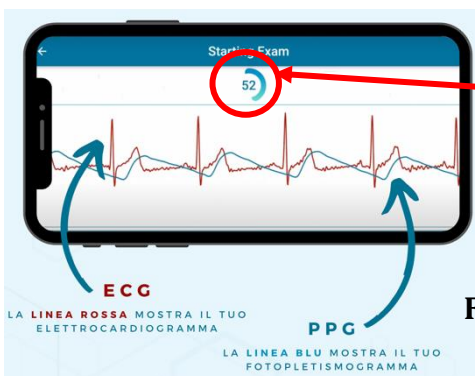 Starting Exam
52
ECG
LA LINEA ROSSA MOSTRA IL TUO
ELETTROCARDIOGRAMMA
PPG
LA LINEA BLU MOSTRA IL TUO
FOTOPLETISMOGRAMMA